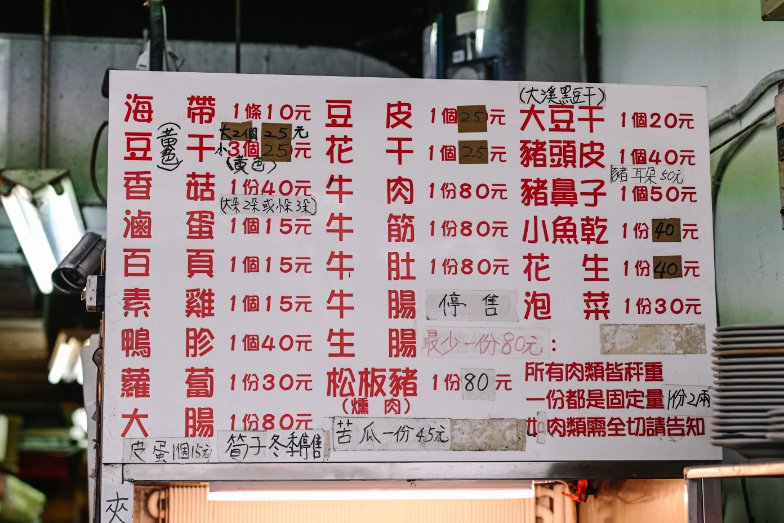 海帶 1條10元
豆干 (黃色) 大2個25元
小3個25元
(黃色)
香菇 1份40元
(大朵2朵或小朵3朵)
滷蛋 1個15元
百頁 1個15元
素雞 1個15元
鴨胗 1個40元
蘿蔔 1份30元
大腸 1份80元
皮蛋1個15元
筍子冬季停售
豆皮 1個25元
花干 1個25元
牛肉 1份80元
牛筋 1份80元
牛肚 1份80元
牛腸 停售
生腸 最少一份80元
松板豬 1份80元
(燻肉)
苦瓜一份45元
(大溪黑豆干)
大豆干 1個20元
豬頭皮 1個40元
豬耳朵50元
豬鼻子 1個50元
小魚乾 1份40元
花生 1份40元
泡菜 1份30元
:
所有肉類皆秤重
一份都是固定量 1份2兩
肉類需全切請告知
夾